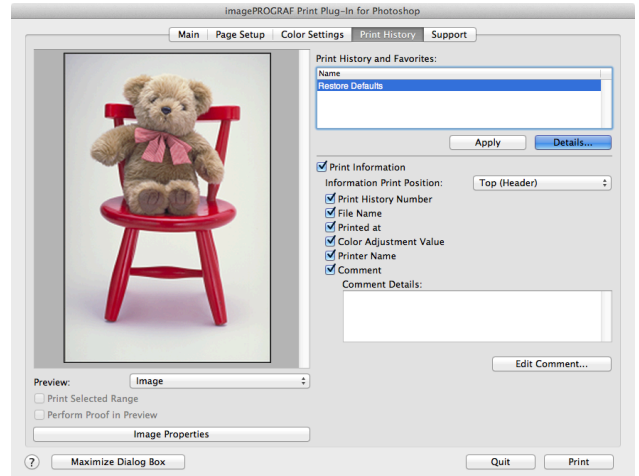 imagePROGRAF Print Plug-In for Photoshop
Main Page Setup Color Settings Print History Support
Print History and Favorites:
Name
Restore Defaults
Apply Details...
Print Information
Information Print Position: Top (Header)
Print History Number
File Name
Printed at
Color Adjustment Value
Printer Name
Comment
Comment Details:
Edit Comment...
Preview: Image
Print Selected Range
Perform Proof in Preview
Image Properties
? Maximize Dialog Box Quit Print